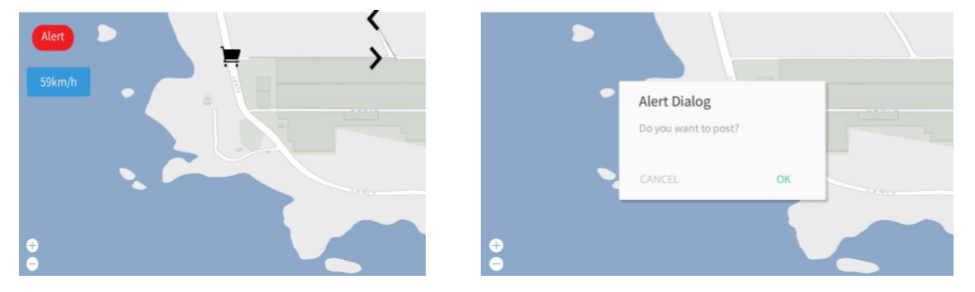 Alert
59km/h
Alert Dialog
Do you want to post?
CANCEL
OK